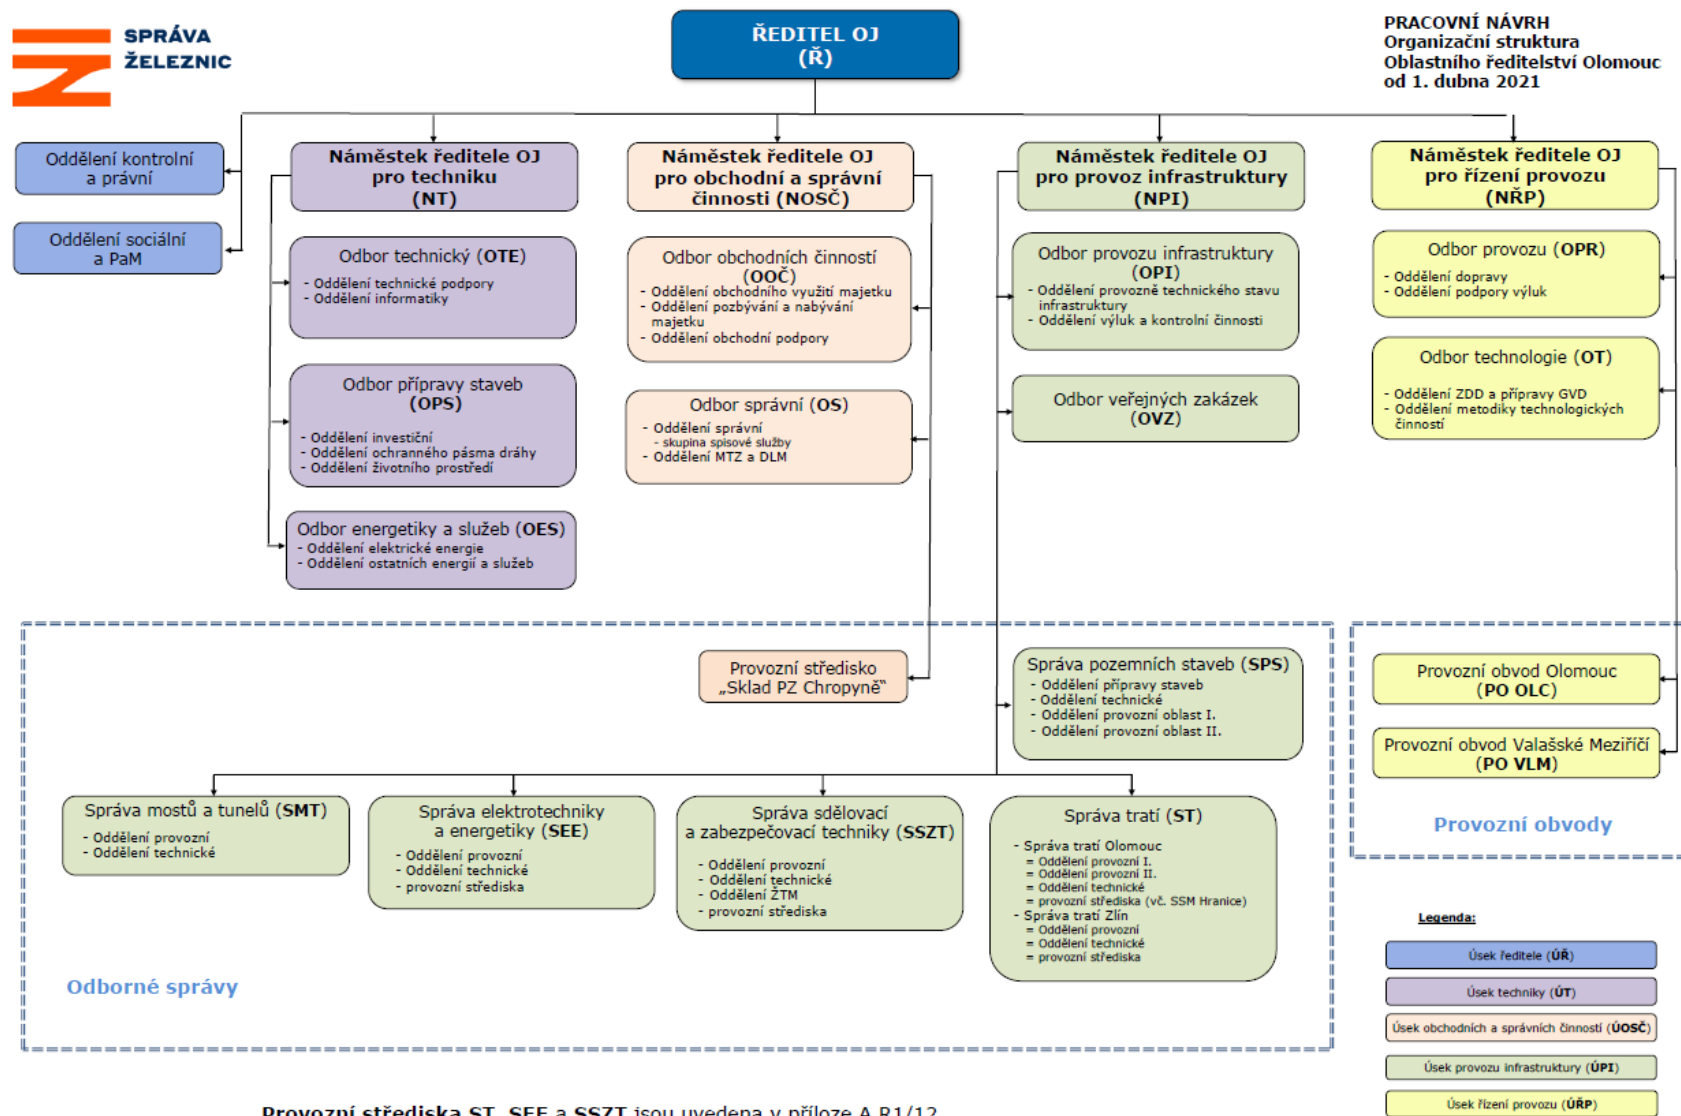 SPRÁVA
ŽELEZNIC
ŘEDITEL OJ
(Ř)
PRACOVNÍ NÁVRH
Organizační struktura
Oblastního ředitelství Olomouc
od 1. dubna 2021
Oddělení kontrolní
a právní
Oddělení sociální
a PaM
Náměstek ředitele OJ
pro techniku
(NT)
Odbor technický (OTE)
- Oddělení technické podpory
- Oddělení informatiky
Odbor přípravy staveb
(OPS)
- Oddělení investiční
- Oddělení ochranného pásma dráhy
- Oddělení životního prostředí
Odbor energetiky a služeb (OES)
- Oddělení elektrické energie
- Oddělení ostatních energií a služeb
Náměstek ředitele OJ
pro obchodní a správní
činnosti (NOSČ)
Odbor obchodních činností
(OOČ)
- Oddělení obchodního využití majetku
- Oddělení pozbývání a nabývání
majetku
- Oddělení obchodní podpory
Odbor správní (OS)
- Oddělení správní
- skupina spisové služby
- Oddělení MTZ a DLM
Náměstek ředitele OJ
pro provoz infrastruktury
(NPI)
Odbor provozu infrastruktury
(OPI)
- Oddělení provozně technického stavu
infrastruktury
- Oddělení výluk a kontrolní činnosti
Odbor veřejných zakázek
(OVZ)
Náměstek ředitele OJ
pro řízení provozu
(NŘP)
Odbor provozu (OPR)
- Oddělení dopravy
- Oddělení podpory výluk
Odbor technologie (OT)
- Oddělení ZDD a přípravy GVD
- Oddělení metodiky technologických
činností
Provozní středisko
„Sklad PZ Chropyně“
Správa pozemních staveb (SPS)
- Oddělení přípravy staveb
- Oddělení technické
- Oddělení provozní oblast I.
- Oddělení provozní oblast II.
Správa mostů a tunelů (SMT)
- Oddělení provozní
- Oddělení technické
Správa elektrotechniky
a energetiky (SEE)
- Oddělení provozní
- Oddělení technické
- provozní střediska
Správa sdělovací
a zabezpečovací techniky (SSZT)
- Oddělení provozní
- Oddělení technické
- Oddělení ŽTM
- provozní střediska
Správa tratí (ST)
- Správa tratí Olomouc
= Oddělení provozní I.
= Oddělení provozní II.
= Oddělení technické
= provozní střediska (vč. SSM Hranice)
- Správa tratí Zlín
= Oddělení provozní
= Oddělení technické
= provozní střediska
Odborné správy
Provozní obvod Olomouc
(PO OLC)
Provozní obvod Valašské Meziříčí
(PO VLM)
Provozní obvody
Legenda:
Úsek ředitele (ÚŘ)
Úsek techniky (ÚT)
Úsek obchodních a správních činností (ÚOSČ)
Úsek provozu infrastruktury (ÚPI)
Úsek řízení provozu (ÚŘP)
Provozní střediska ST, SEE a SSZT jsou uvedena v příloze A R1/12